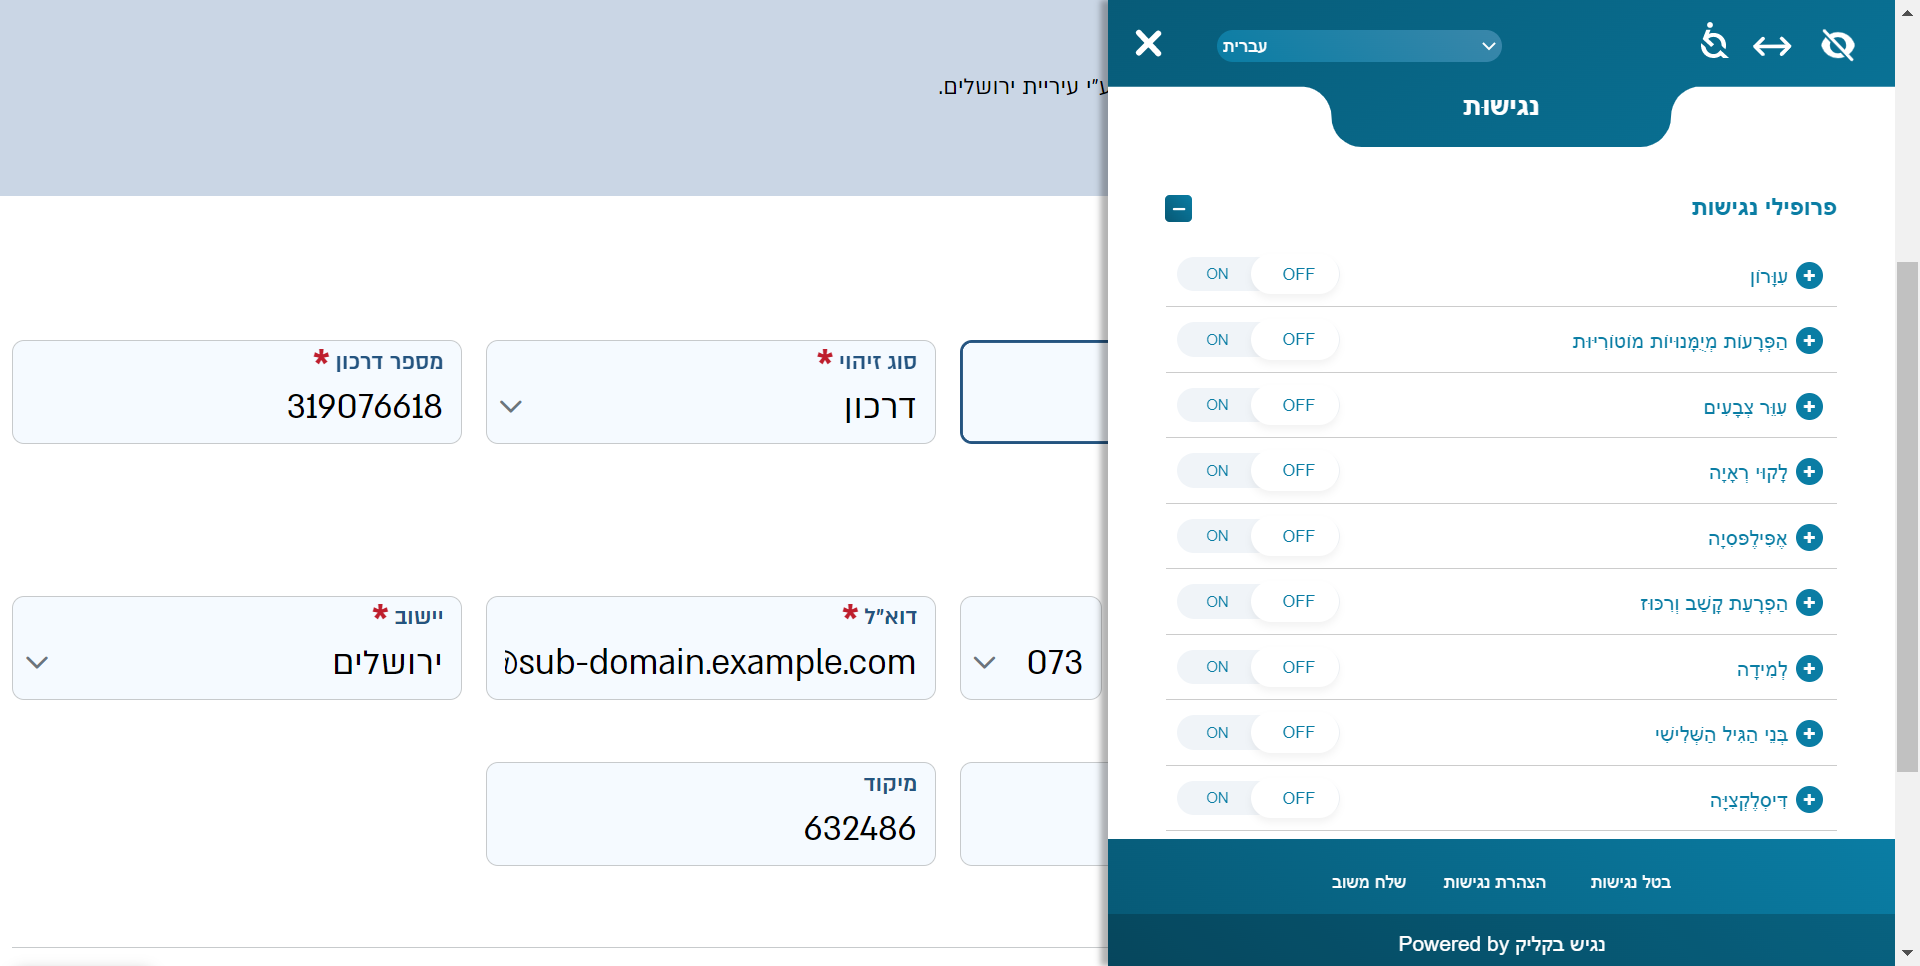 עברית
נגישות
ע"י עיריית ירושלים.
פרופילי נגישות
עִוָּרוֹן OFF ON
הַפְרָעוֹת מְיֻמָּנוּיוֹת מוֹטוֹרִיּוֹת OFF ON
עִוֵּר צְבָעִים OFF ON
לְקוּי רְאִיָּה OFF ON
אֶפִּילֶפְּסִיָה OFF ON
הַפְרָעַת קֶשֶׁב וְרִכּוּז OFF ON
לְמִידָה OFF ON
בְּנֵי הַגִּיל הַשְּׁלִישִׁי OFF ON
דִּיסְלֶקְצִיָּה OFF ON
בטל נגישות הצהרת נגישות שלח משוב
Powered by נגיש בקליק
סוג זיהוי *
דרכון
מספר דרכון *
319076618
073
דוא"ל *
@sub-domain.example.com
יישוב *
ירושלים
מיקוד
632486